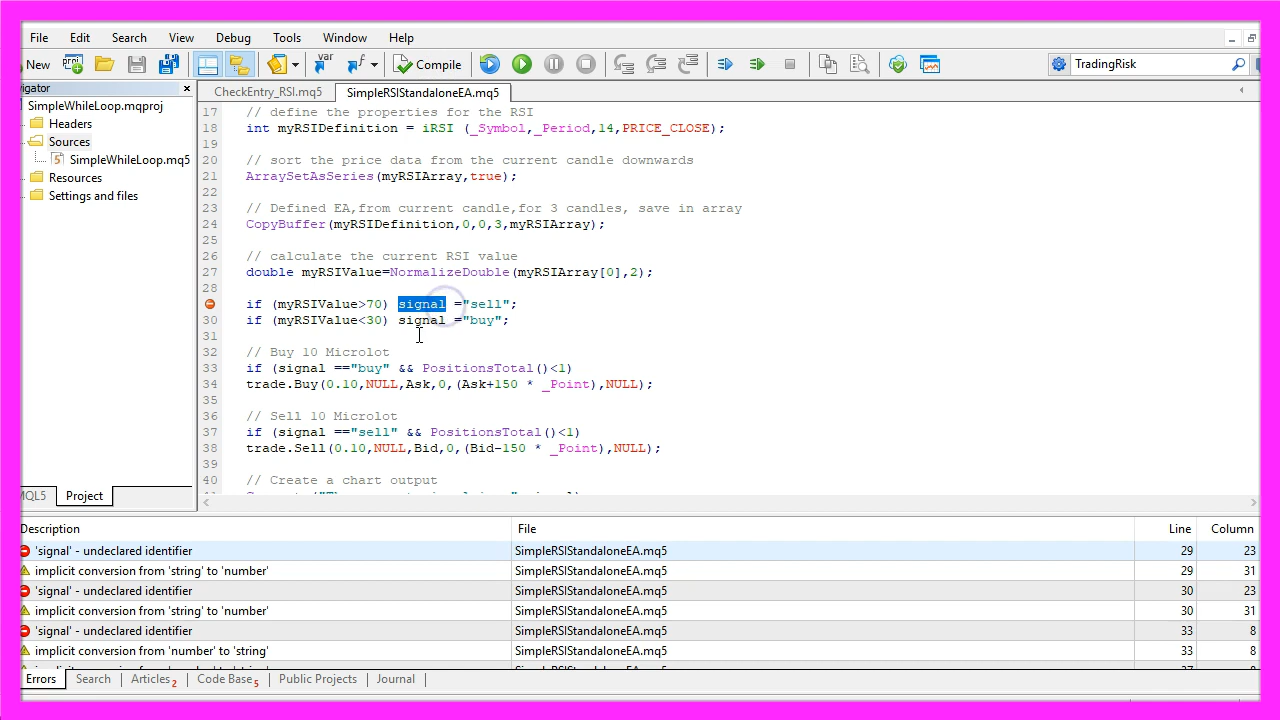 File Edit Search View Debug Tools Window Help
New Compile TradingRisk
vigator
SimpleWhileLoop.mqproj
Headers
Sources
SimpleWhileLoop.mq5
Resources
Settings and files
MQL5 Project
CheckEntry_RSI.mq5 SimpleRSIStandaloneEA.mq5
17 // define the properties for the RSI
18 int myRSIDefinition = iRSI (_Symbol,_Period,14,PRICE_CLOSE);
19
20 // sort the price data from the current candle downwards
21 ArraySetAsSeries(myRSIArray,true);
22
23 // Defined EA,from current candle,for 3 candles, save in array
24 CopyBuffer(myRSIDefinition,0,0,3,myRSIArray);
25
26 // calculate the current RSI value
27 double myRSIValue=NormalizeDouble(myRSIArray[0],2);
28
if (myRSIValue>70) signal ="sell";
30 if (myRSIValue<30) signal ="buy";
31
32 // Buy 10 Microlot
33 if (signal =="buy" && PositionsTotal()<1)
34 trade.Buy(0.10,NULL,Ask,0,(Ask+150 * _Point),NULL);
35
36 // Sell 10 Microlot
37 if (signal =="sell" && PositionsTotal()<1)
38 trade.Sell(0.10,NULL,Bid,0,(Bid-150 * _Point),NULL);
39
40 // Create a chart output
Description File Line Column
'signal' - undeclared identifier SimpleRSIStandaloneEA.mq5 29 23
implicit conversion from 'string' to 'number' SimpleRSIStandaloneEA.mq5 29 31
'signal' - undeclared identifier SimpleRSIStandaloneEA.mq5 30 23
implicit conversion from 'string' to 'number' SimpleRSIStandaloneEA.mq5 30 31
'signal' - undeclared identifier SimpleRSIStandaloneEA.mq5 33 8
implicit conversion from 'number' to 'string' SimpleRSIStandaloneEA.mq5 33 8
Errors Search Articles 2 Code Base 5 Public Projects Journal